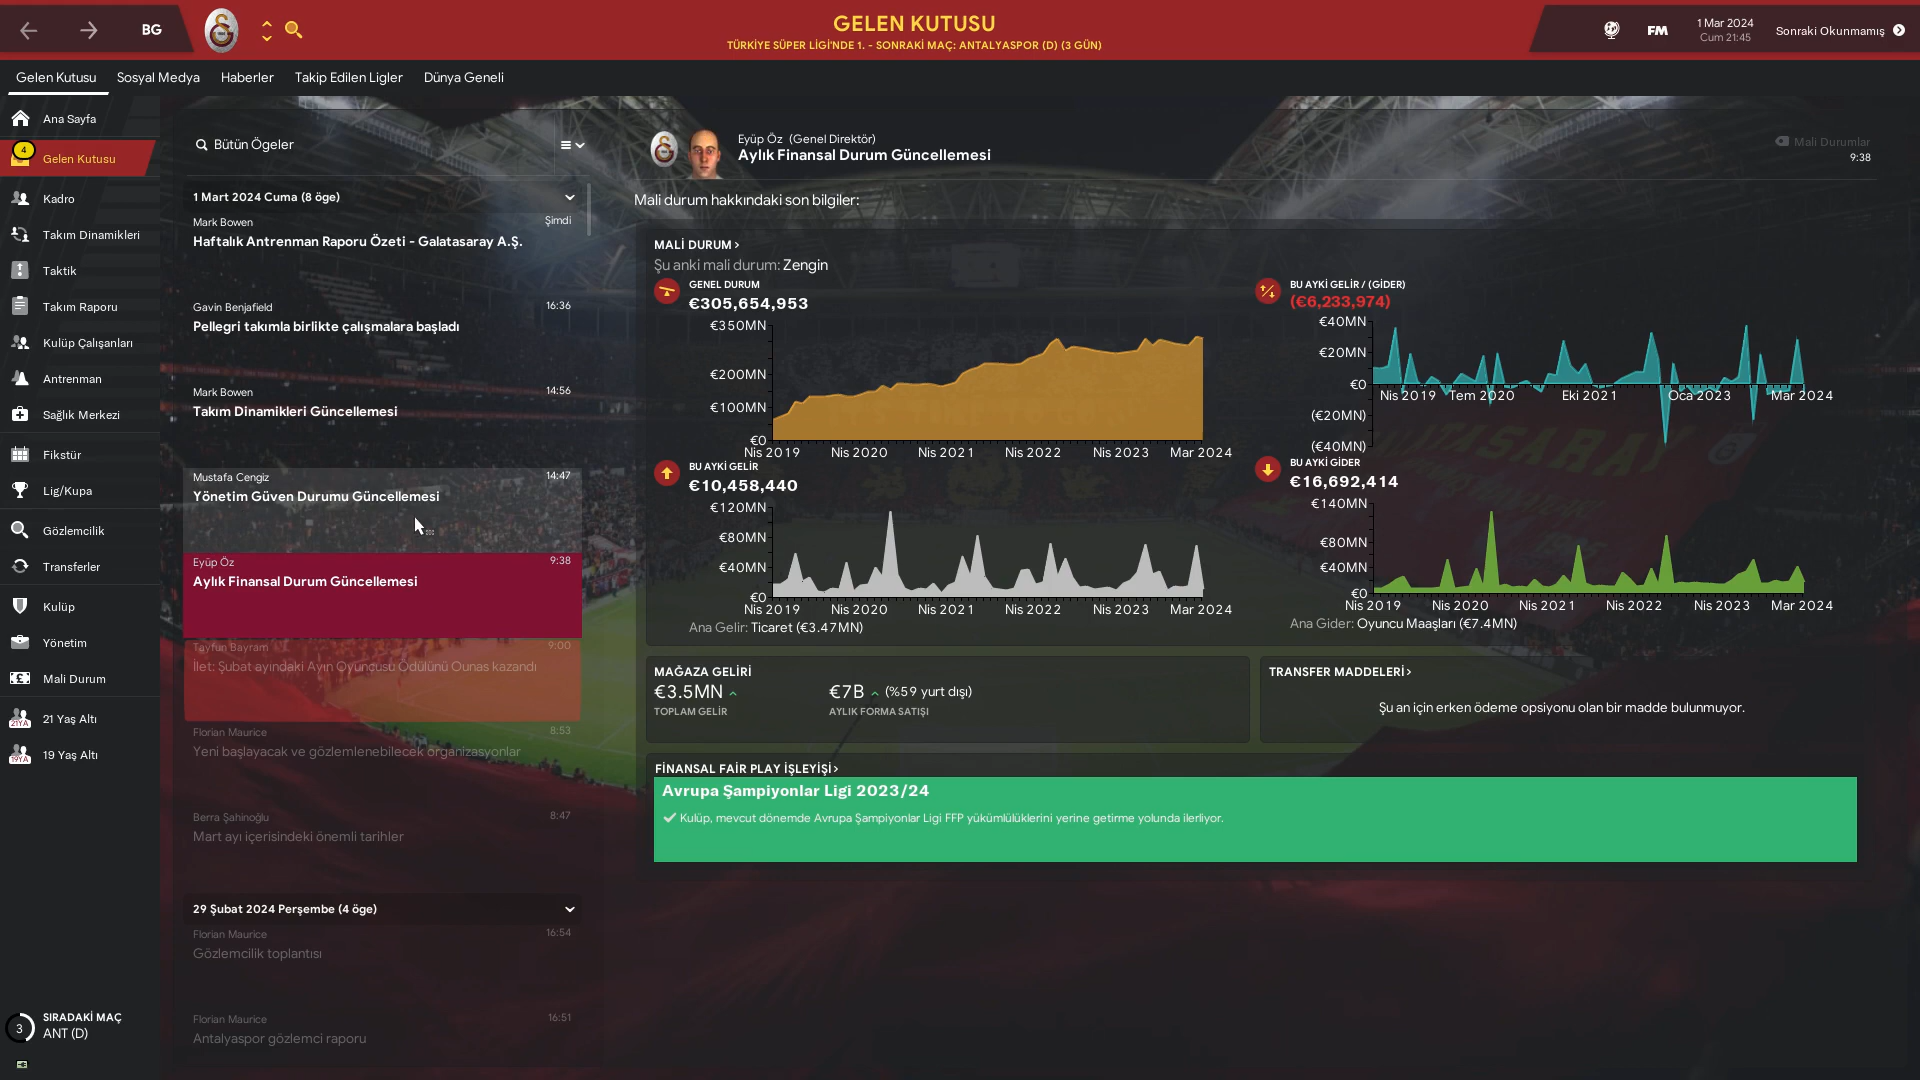 BG
GELEN KUTUSU
TÜRKİYE SÜPER LİGİ'NDE 1. - SONRAKİ MAÇ: ANTALYASPOR (D) (3 GÜN)
FM
1 Mar 2024
Cum 21:45
Sonraki Okunmamış
Gelen Kutusu
Sosyal Medya
Haberler
Takip Edilen Ligler
Dünya Geneli
Ana Sayfa
4
Gelen Kutusu
Kadro
Takım Dinamikleri
Taktik
Takım Raporu
Kulüp Çalışanları
Antrenman
Sağlık Merkezi
Fikstür
Lig/Kupa
Gözlemcilik
Transferler
Kulüp
Yönetim
Mali Durum
21YA
21 Yaş Altı
19YA
19 Yaş Altı
3
SIRADAKİ MAÇ
ANT (D)
Bütün Ögeler
1 Mart 2024 Cuma (8 öge)
Mark Bowen
Şimdi
Haftalık Antrenman Raporu Özeti - Galatasaray A.Ş.
Gavin Benjafield
16:36
Pellegri takımla birlikte çalışmalara başladı
Mark Bowen
14:56
Takım Dinamikleri Güncellemesi
Mustafa Cengiz
14:47
Yönetim Güven Durumu Güncellemesi
Eyüp Öz
9:38
Aylık Finansal Durum Güncellemesi
Tayfun Bayram
9:00
İlet: Şubat ayındaki Ayın Oyuncusu Ödülünü Ounas kazandı
Florian Maurice
8:53
Yeni başlayacak ve gözlemlenebilecek organizasyonlar
Berra Şahinoğlu
8:47
Mart ayı içerisindeki önemli tarihler
29 Şubat 2024 Perşembe (4 öge)
Florian Maurice
16:54
Gözlemcilik toplantısı
Florian Maurice
16:51
Antalyaspor gözlemci raporu
Eyüp Öz (Genel Direktör)
Aylık Finansal Durum Güncellemesi
Mali Durumlar
9:38
Mali durum hakkındaki son bilgiler:
MALİ DURUM >
Şu anki mali durum: Zengin
GENEL DURUM
€305,654,953
€350MN
€200MN
€100MN
€0
Nis 2019 Nis 2020 Nis 2021 Nis 2022 Nis 2023 Mar 2024
BU AYKİ GELİR / (GİDER)
(€6,233,974)
€40MN
€20MN
€0
(€20MN)
(€40MN)
Nis 2019 Tem 2020 Eki 2021 Oca 2023 Mar 2024
BU AYKİ GELİR
€10,458,440
€120MN
€80MN
€40MN
€0
Nis 2019 Nis 2020 Nis 2021 Nis 2022 Nis 2023 Mar 2024
Ana Gelir: Ticaret (€3.47MN)
BU AYKİ GİDER
€16,692,414
€140MN
€80MN
€40MN
€0
Nis 2019 Nis 2020 Nis 2021 Nis 2022 Nis 2023 Mar 2024
Ana Gider: Oyuncu Maaşları (€7.4MN)
MAĞAZA GELİRİ
€3.5MN
TOPLAM GELİR
€7B (%59 yurt dışı)
AYLIK FORMA SATIŞI
TRANSFER MADDELERİ >
Şu an için erken ödeme opsiyonu olan bir madde bulunmuyor.
FİNANSAL FAİR PLAY İŞLEYİŞİ >
Avrupa Şampiyonlar Ligi 2023/24
Kulüp, mevcut dönemde Avrupa Şampiyonlar Ligi FFP yükümlülüklerini yerine getirme yolunda ilerliyor.